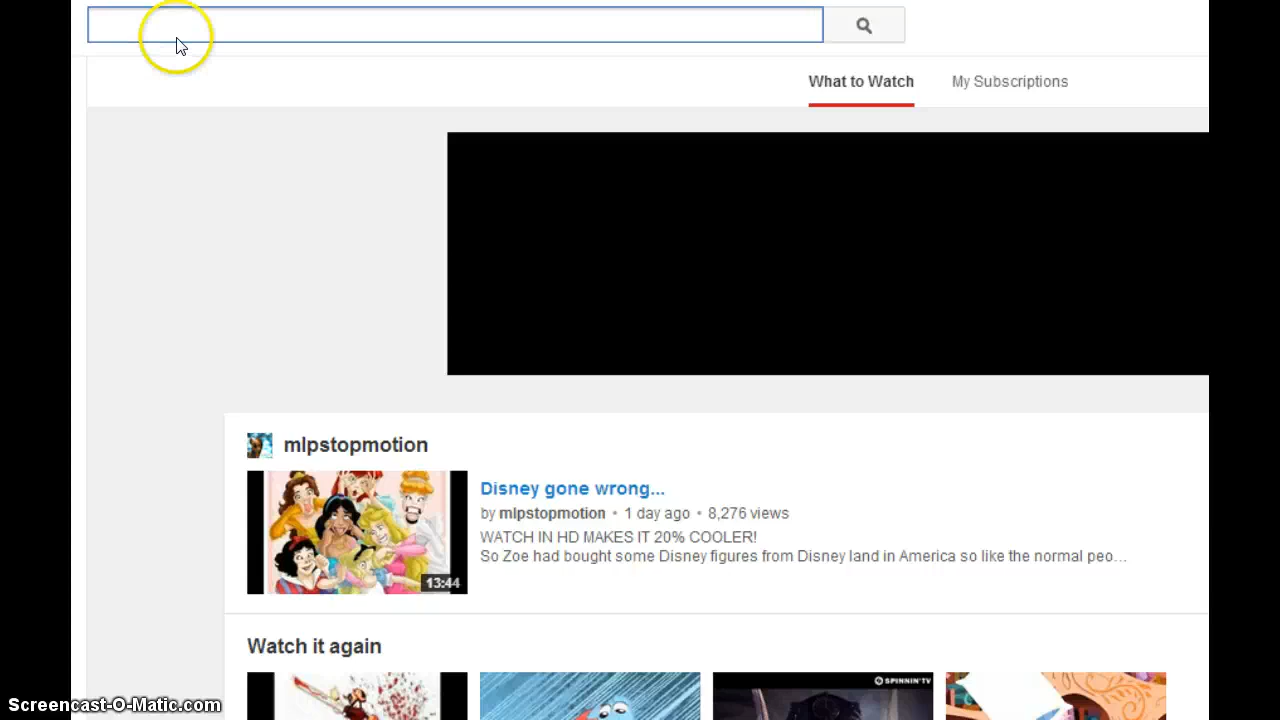 What to Watch
My Subscriptions
mlpstopmotion
Disney gone wrong...
by mlpstopmotion • 1 day ago • 8,276 views
WATCH IN HD MAKES IT 20% COOLER!
So Zoe had bought some Disney figures from Disney land in America so like the normal peo...
13:44
Watch it again
SPINNIN'TV
Screencast-O-Matic.com